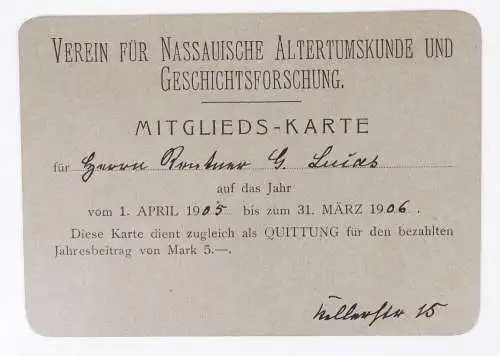 VEREIN FÜR NASSAUISCHE ALTERTUMSKUNDE UND
GESCHICHTSFORSCHUNG.
MITGLIEDS-KARTE
für Herrn Rentner G. Lucas
auf das Jahr
vom 1. APRIL 1905 bis zum 31. MÄRZ 1906.
Diese Karte dient zugleich als QUITTUNG für den bezahlten
Jahresbeitrag von Mark 5.—.
Kellerstr 15